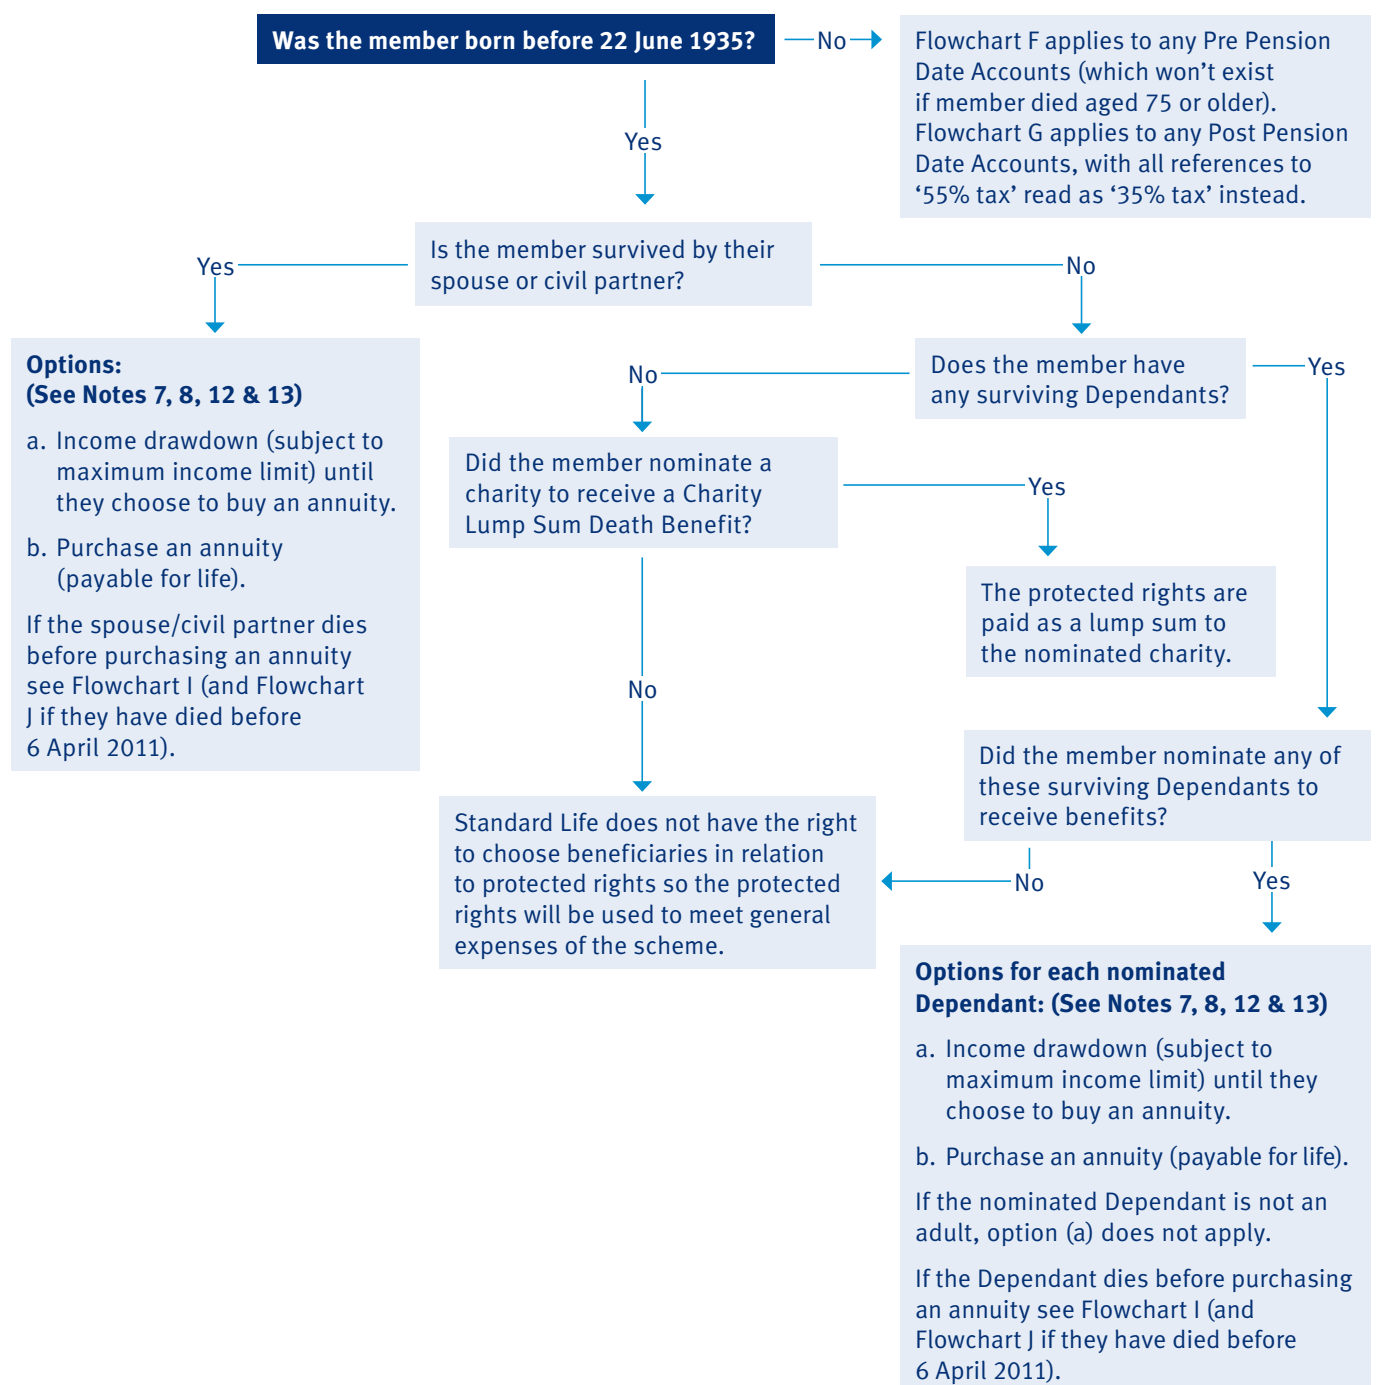 Was the member born before 22 June 1935?
No
Flowchart F applies to any Pre Pension
Date Accounts (which won’t exist
if member died aged 75 or older).
Flowchart G applies to any Post Pension
Date Accounts, with all references to
‘55% tax’ read as ‘35% tax’ instead.
Yes
Is the member survived by their
spouse or civil partner?
Yes
No
Options:
(See Notes 7, 8, 12 & 13)
a. Income drawdown (subject to
maximum income limit) until
they choose to buy an annuity.
b. Purchase an annuity
(payable for life).
If the spouse/civil partner dies
before purchasing an annuity
see Flowchart I (and Flowchart
J if they have died before
6 April 2011).
Does the member have
any surviving Dependants?
No
Yes
Did the member nominate a
charity to receive a Charity
Lump Sum Death Benefit?
Yes
The protected rights are
paid as a lump sum to
the nominated charity.
No
Did the member nominate any of
these surviving Dependants to
receive benefits?
Standard Life does not have the right
to choose beneficiaries in relation
to protected rights so the protected
rights will be used to meet general
expenses of the scheme.
No
Yes
Options for each nominated
Dependant: (See Notes 7, 8, 12 & 13)
a. Income drawdown (subject to
maximum income limit) until they
choose to buy an annuity.
b. Purchase an annuity (payable for life).
If the nominated Dependant is not an
adult, option (a) does not apply.
If the Dependant dies before purchasing
an annuity see Flowchart I (and
Flowchart J if they have died before
6 April 2011).